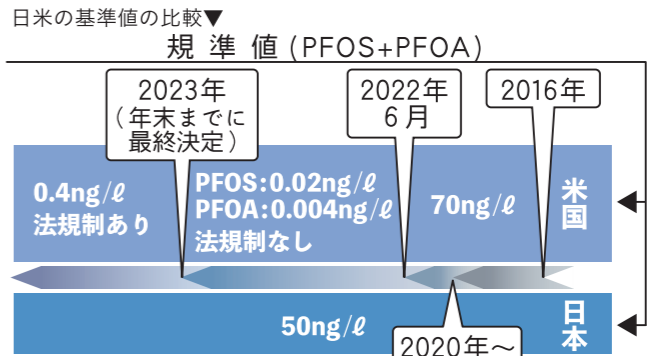 日米の基準値の比較▼
規準値(PFOS+PFOA)
2023年
(年末までに
最終決定)
2022年
6月
2016年
0.4ng/ℓ
法規制あり
PFOS:0.02ng/ℓ
PFOA:0.004ng/ℓ
法規制なし
70ng/ℓ
米国
50ng/ℓ
日本
2020年〜